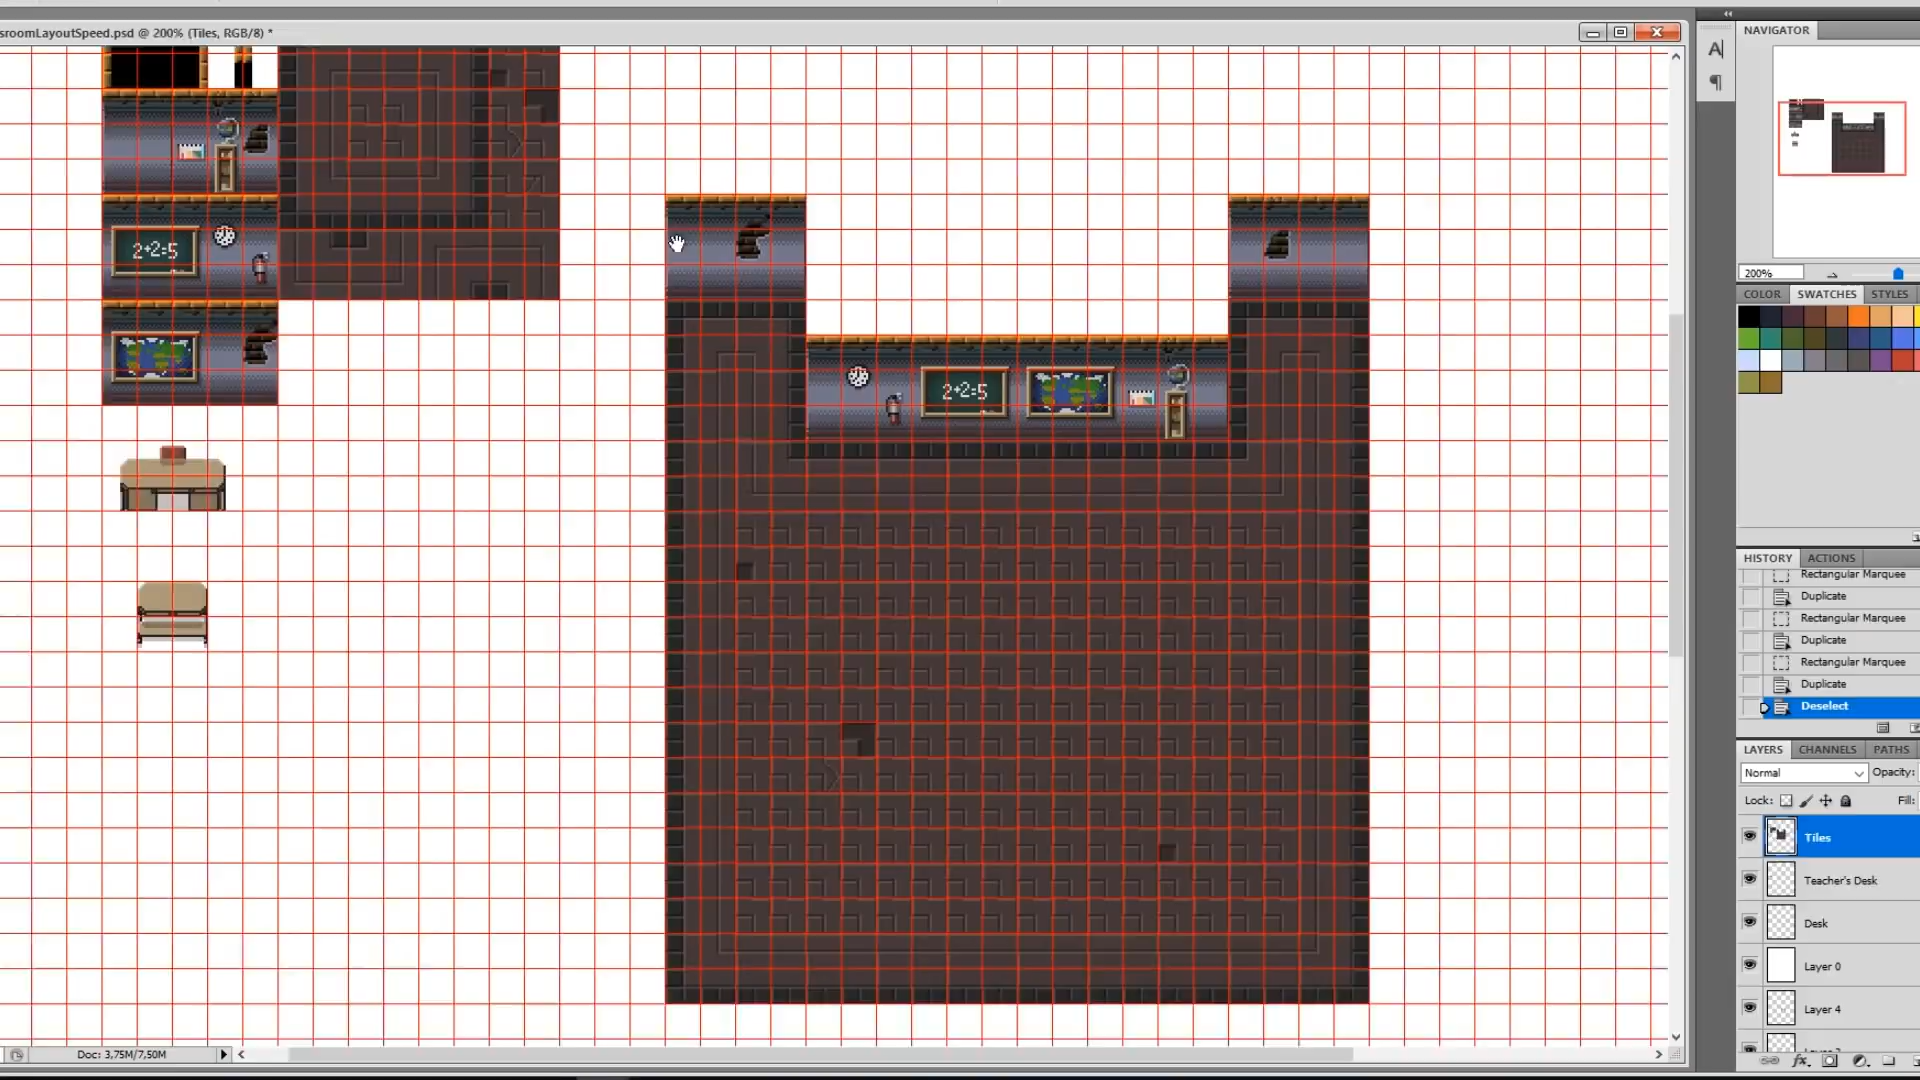 sroomLayoutSpeed.psd @ 200% (Tiles, RGB/8) *
NAVIGATOR
A
200%
COLOR SWATCHES STYLES
2+2=5
2+2=5
HISTORY ACTIONS
Rectangular Marquee
Duplicate
Rectangular Marquee
Duplicate
Rectangular Marquee
Duplicate
Deselect
LAYERS CHANNELS PATHS
Normal Opacity:
Lock: Fill:
Tiles
Teacher's Desk
Desk
Layer 0
Layer 4
fx
Doc: 3,75M/7,50M